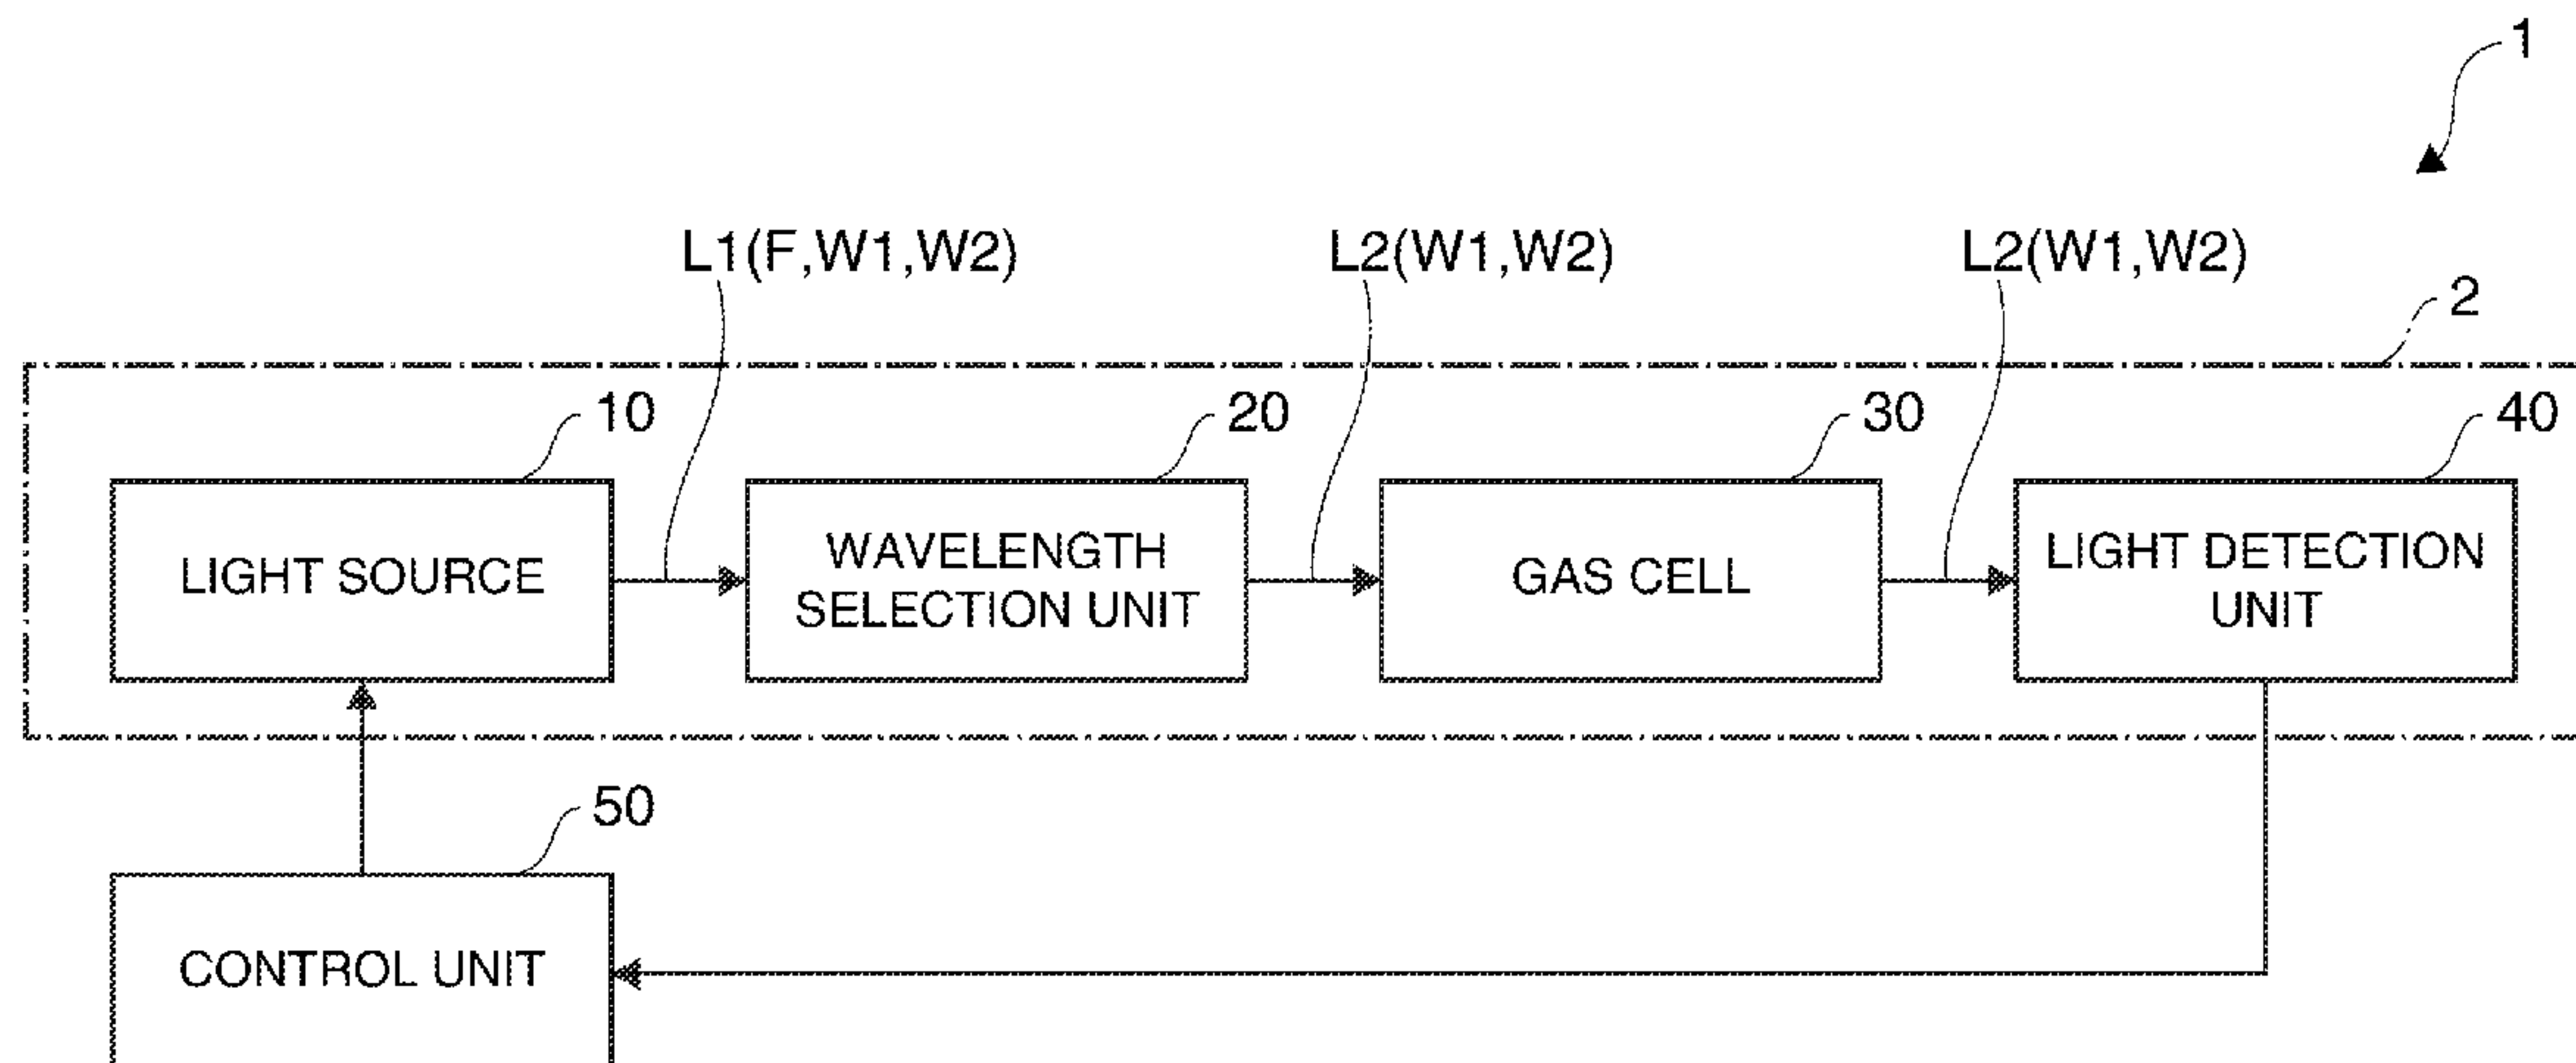 1
L1(F,W1,W2)
L2(W1,W2)
L2(W1,W2)
2
10
20
30
40
LIGHT SOURCE
WAVELENGTH
SELECTION UNIT
GAS CELL
LIGHT DETECTION
UNIT
50
CONTROL UNIT